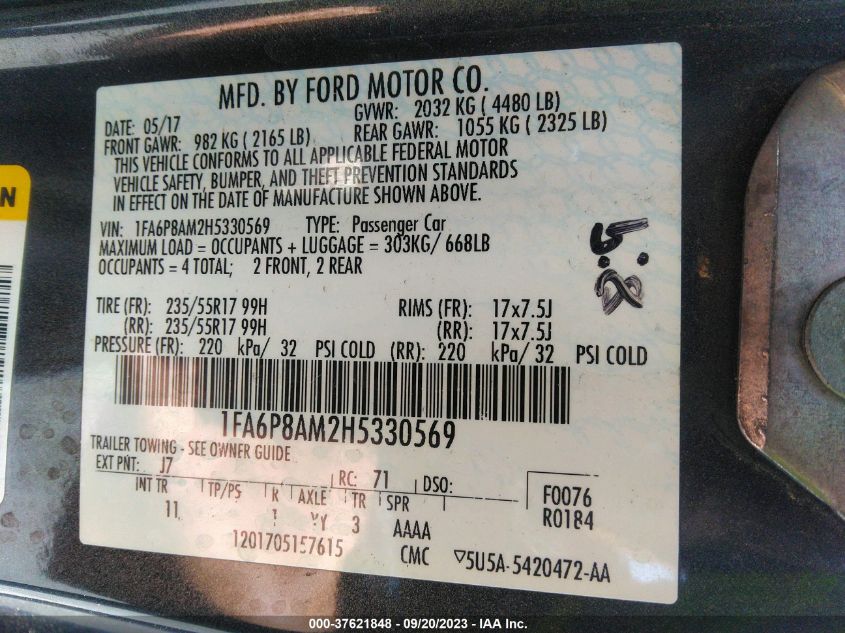 MFD. BY FORD MOTOR CO.
DATE: 05/17 GVWR: 2032 KG ( 4480 LB)
FRONT GAWR: 982 KG ( 2165 LB) REAR GAWR: 1055 KG ( 2325 LB)
THIS VEHICLE CONFORMS TO ALL APPLICABLE FEDERAL MOTOR
VEHICLE SAFETY, BUMPER, AND THEFT PREVENTION STANDARDS
IN EFFECT ON THE DATE OF MANUFACTURE SHOWN ABOVE.
VIN: 1FA6P8AM2H5330569 TYPE: Passenger Car
MAXIMUM LOAD = OCCUPANTS + LUGGAGE = 303KG/ 668LB
OCCUPANTS = 4 TOTAL; 2 FRONT, 2 REAR
TIRE (FR): 235/55R17 99H RIMS (FR): 17x7.5J
(RR): 235/55R17 99H (RR): 17x7.5J
PRESSURE (FR): 220 kPa/ 32 PSI COLD (RR): 220 kPa/ 32 PSI COLD
1FA6P8AM2H5330569
TRAILER TOWING - SEE OWNER GUIDE
EXT PNT: J7 RC: 71 DSO:
INT TR TP/PS R AXLE TR SPR F0076
11 1 YY 3 AAAA R0184
1201705157615 CMC ▽5U5A-5420472-AA
000-37621848 - 09/20/2023 - IAA Inc.